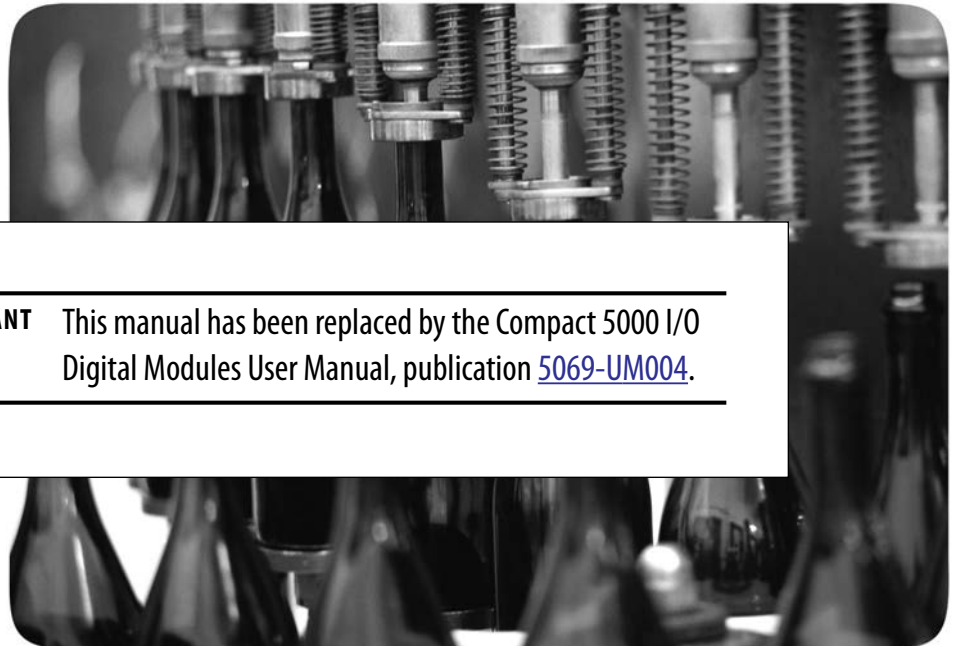 ANT This manual has been replaced by the Compact 5000 I/O
Digital Modules User Manual, publication 5069-UM004.